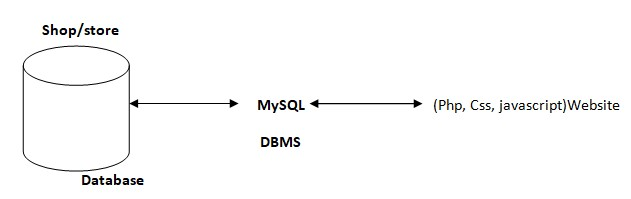 Shop/store
MySQL
(Php, Css, javascript)Website
DBMS
Database